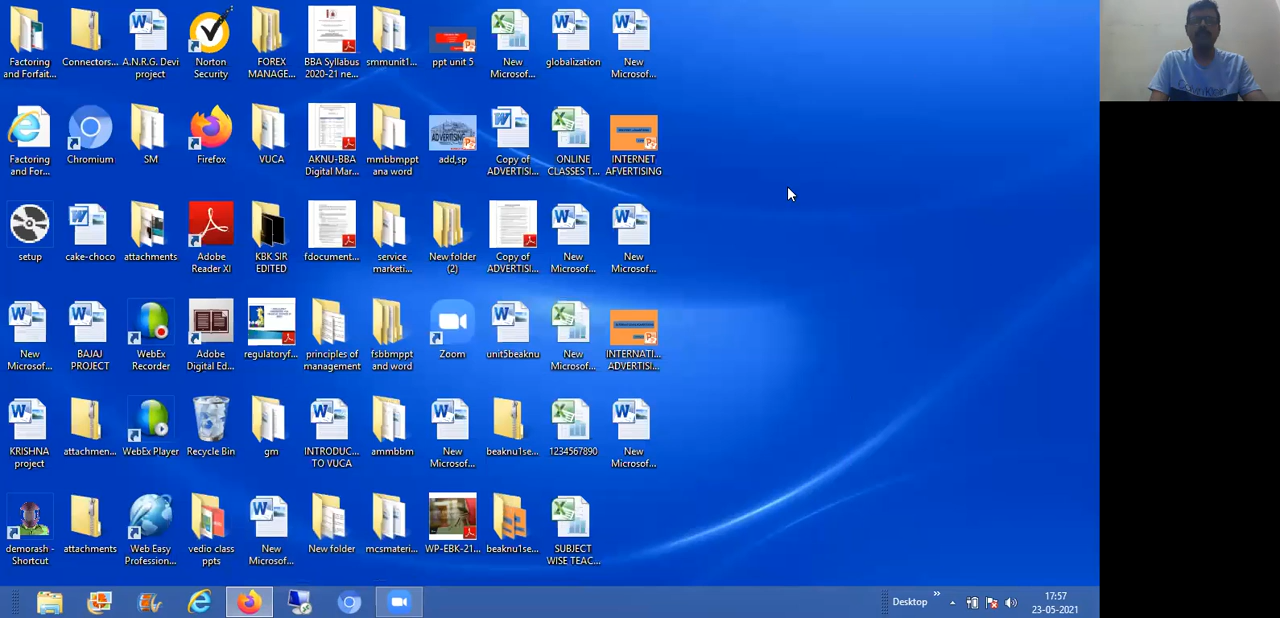 Factoring
and Forfait...
Connectors...
A.N.R.G. Devi
project
Norton
Security
FOREX
MANAGE...
BBA Syllabus
2020-21 ne...
smmunit1...
ppt unit 5
New
Microsof...
globalization
New
Microsof...
Factoring
and For...
Chromium
SM
Firefox
VUCA
AKNU-BBA
Digital Mar...
mmbbmppt
ana word
ADVERTISING
add,sp
Copy of
ADVERTISI...
ONLINE
CLASSES T...
INTERNET
AFVERTISING
setup
cake-choco
attachments
Adobe
Reader XI
KBK SIR
EDITED
fdocument...
service
marketi...
New folder
(2)
Copy of
ADVERTISI...
New
Microsof...
New
Microsof...
New
Microsof...
BAJAJ
PROJECT
WebEx
Recorder
Adobe
Digital Ed...
regulatoryf...
principles of
management
fsbbmppt
and word
Zoom
unit5beaknu
New
Microsof...
INTERNATI...
ADVERTISI...
KRISHNA
project
attachmen...
WebEx Player
Recycle Bin
gm
INTRODUC...
TO VUCA
ammbbm
New
Microsof...
beaknu1se...
1234567890
New
Microsof...
demorash -
Shortcut
attachments
Web Easy
Profession...
vedio class
ppts
New
Microsof...
New folder
mcsmateri...
WP-EBK-21...
beaknu1se...
SUBJECT
WISE TEAC...
Desktop
17:57
23-05-2021